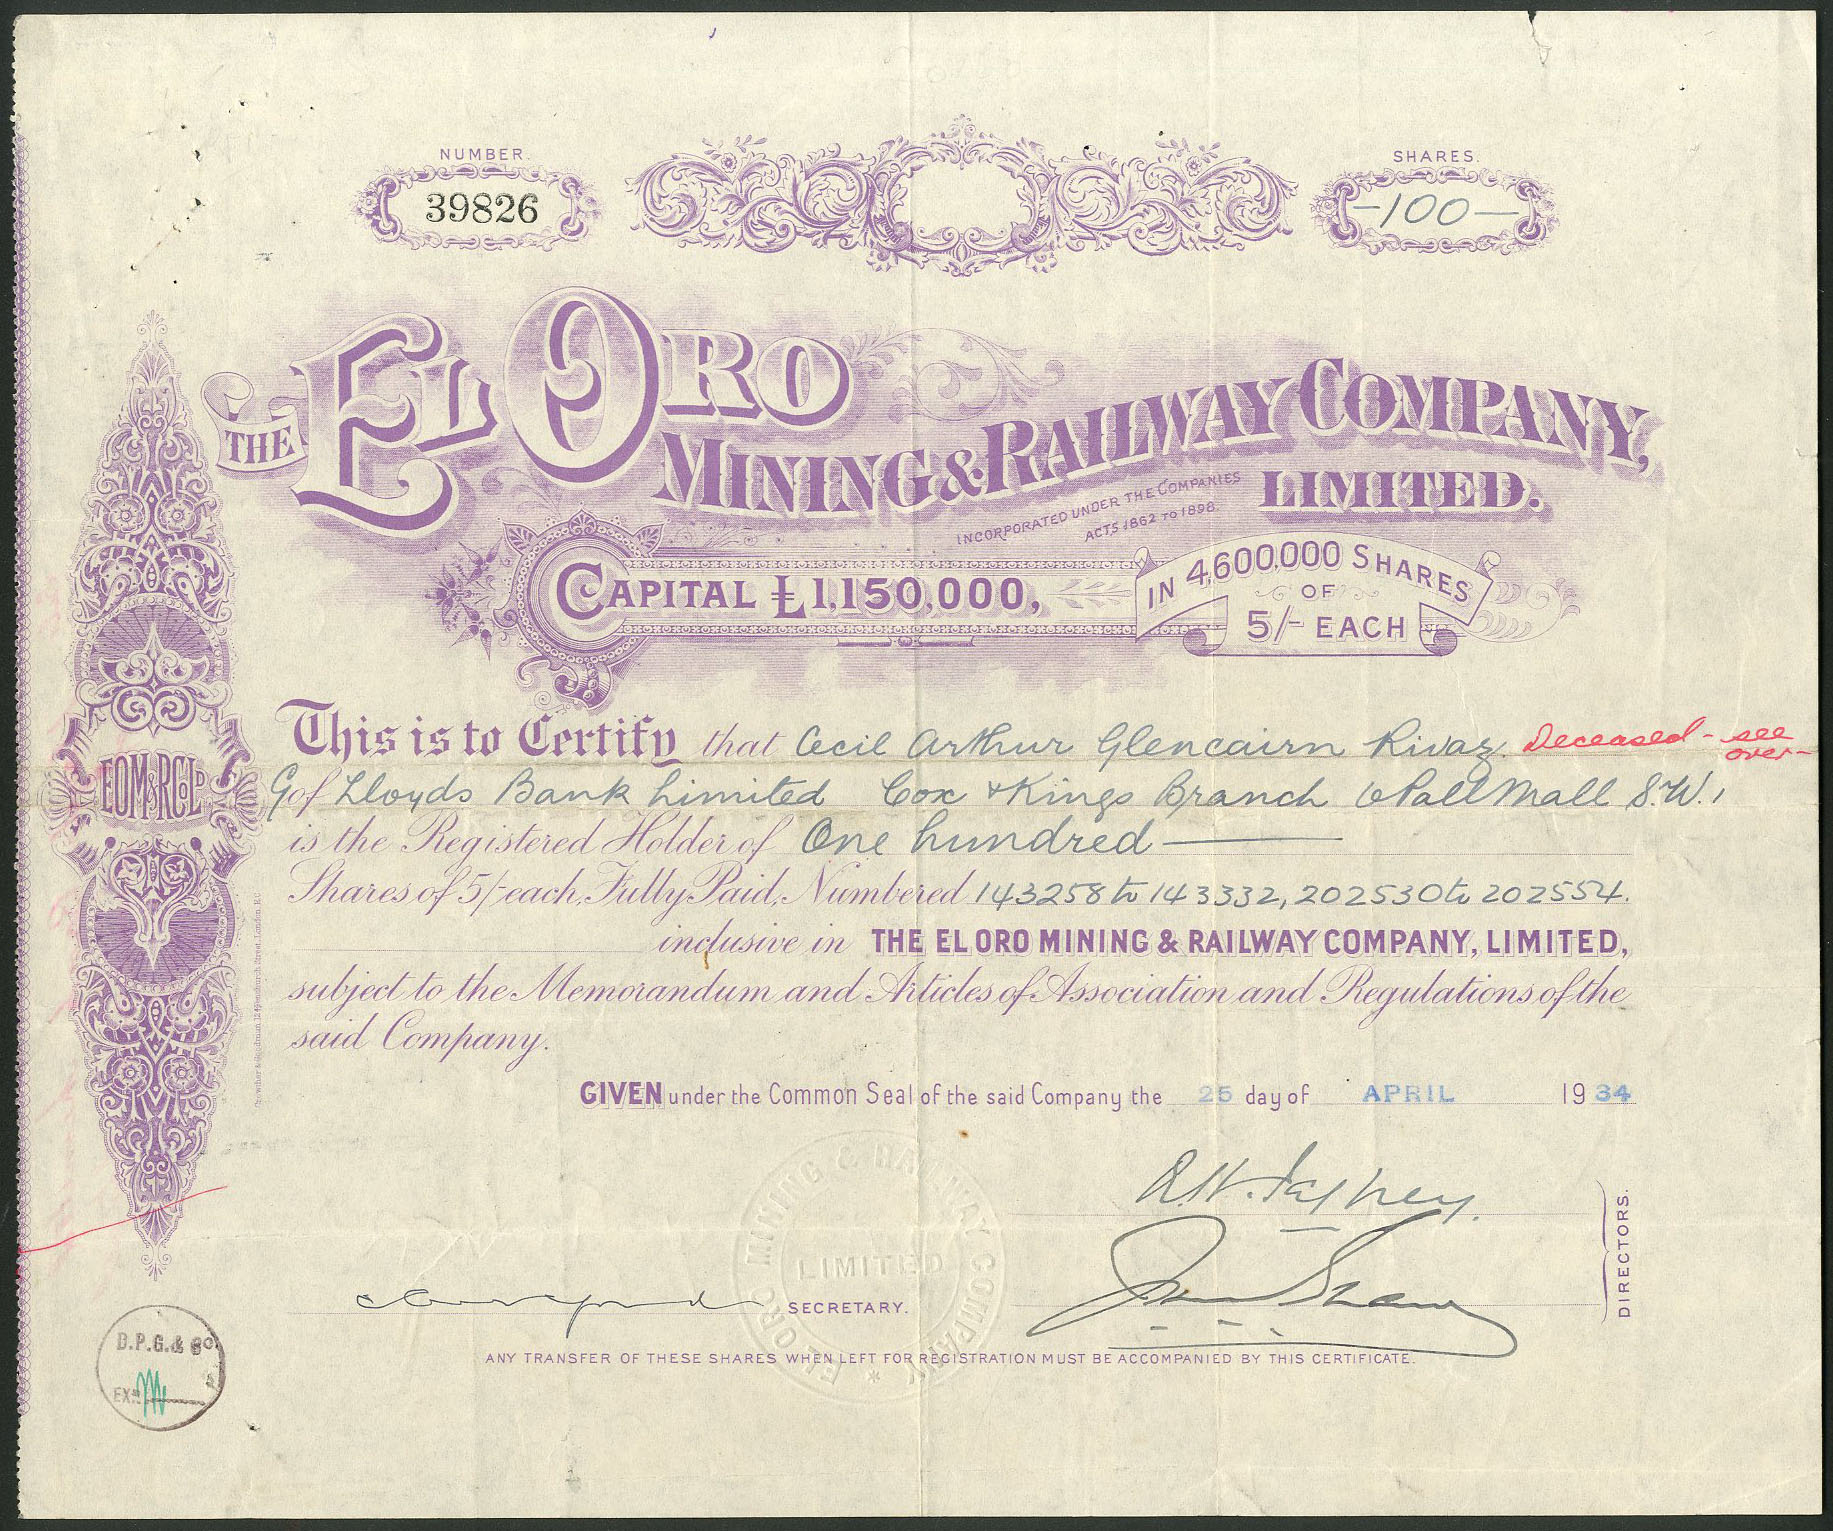 NUMBER.
39826
SHARES.
-100-
THE EL ORO
MINING & RAILWAY COMPANY,
LIMITED.
INCORPORATED UNDER THE COMPANIES
ACTS 1862 TO 1898.
CAPITAL £1,150,000,
IN 4,600,000 SHARES
OF
5/- EACH
EOM&RCoLD
This is to Certify that Cecil Arthur Glencairn Rivaz. Deceased - see
over -
of Lloyds Bank Limited Cox & Kings Branch 6 Pall Mall S.W.1
is the Registered Holder of One hundred
Shares of 5/- each, Fully Paid, Numbered 143258 to 143332, 202530 to 202554.
inclusive in THE EL ORO MINING & RAILWAY COMPANY, LIMITED,
subject to the Memorandum and Articles of Association and Regulations of the
said Company.
GIVEN under the Common Seal of the said Company the 25 day of APRIL 1934
EL ORO MINING & RAILWAY COMPANY
LIMITED
SECRETARY.
DIRECTORS.
ANY TRANSFER OF THESE SHARES WHEN LEFT FOR REGISTRATION MUST BE ACCOMPANIED BY THIS CERTIFICATE.
D.P.G. & Co.
EXD